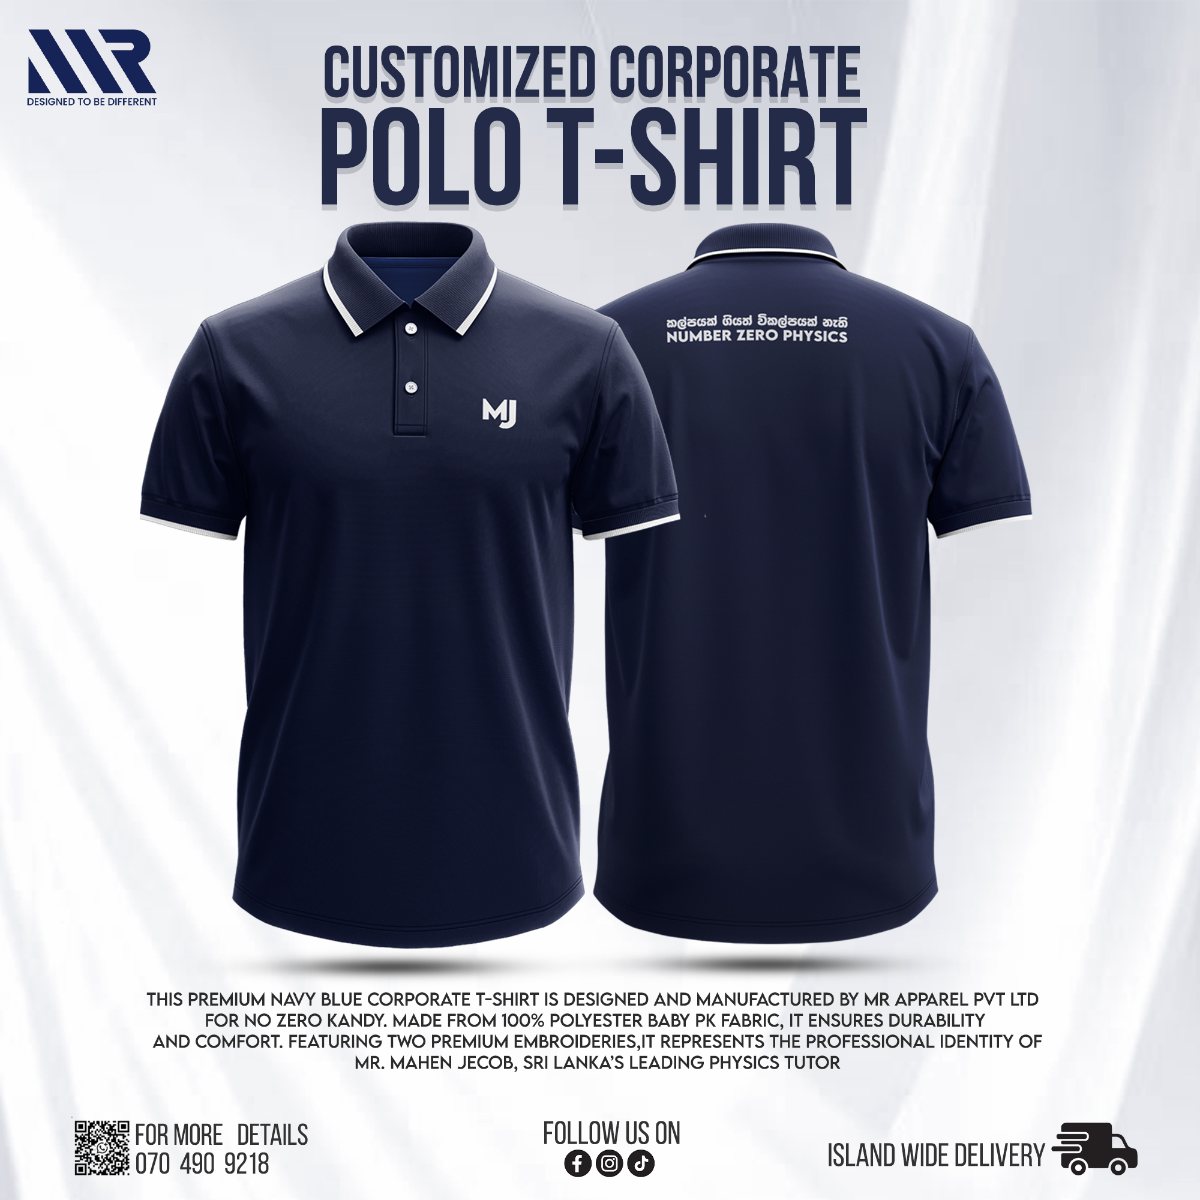 MR
DESIGNED TO BE DIFFERENT
CUSTOMIZED CORPORATE
POLO T-SHIRT
MJ
කල්පයක් ගියත් විකල්පයක් නැති
NUMBER ZERO PHYSICS
THIS PREMIUM NAVY BLUE CORPORATE T-SHIRT IS DESIGNED AND MANUFACTURED BY MR APPAREL PVT LTD
FOR NO ZERO KANDY. MADE FROM 100% POLYESTER BABY PK FABRIC, IT ENSURES DURABILITY
AND COMFORT. FEATURING TWO PREMIUM EMBROIDERIES,IT REPRESENTS THE PROFESSIONAL IDENTITY OF
MR. MAHEN JECOB, SRI LANKA'S LEADING PHYSICS TUTOR
FOR MORE DETAILS
070 490 9218
FOLLOW US ON
ISLAND WIDE DELIVERY